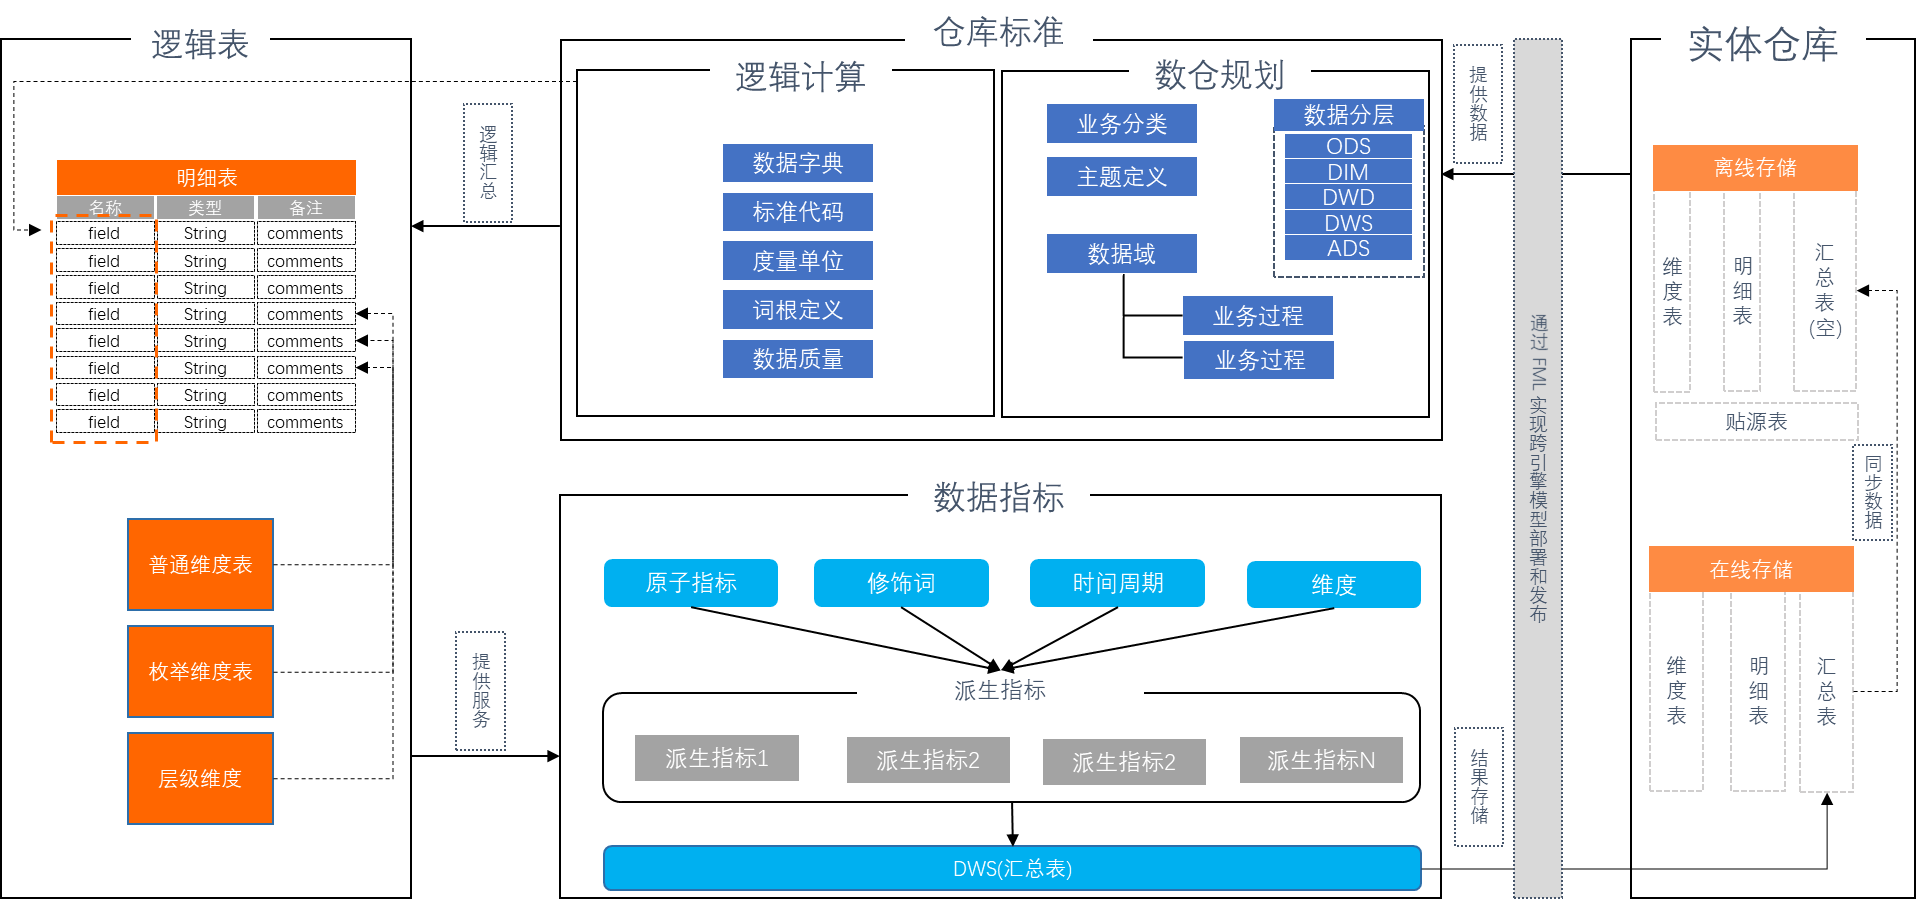 逻辑表
明细表
名称 类型 备注
field String comments
field String comments
field String comments
field String comments
field String comments
field String comments
field String comments
field String comments
普通维度表
枚举维度表
层级维度
逻辑汇总
提供服务
仓库标准
逻辑计算
数据字典
标准代码
度量单位
词根定义
数据质量
数仓规划
业务分类
主题定义
数据域
业务过程
业务过程
数据分层
ODS
DIM
DWD
DWS
ADS
数据指标
原子指标
修饰词
时间周期
维度
派生指标
派生指标1
派生指标2
派生指标2
派生指标N
DWS(汇总表)
提供数据
结果存储
通过 FML 实现跨引擎模型部署和发布
实体仓库
离线存储
维度表
明细表
汇总表(空)
贴源表
同步数据
在线存储
维度表
明细表
汇总表